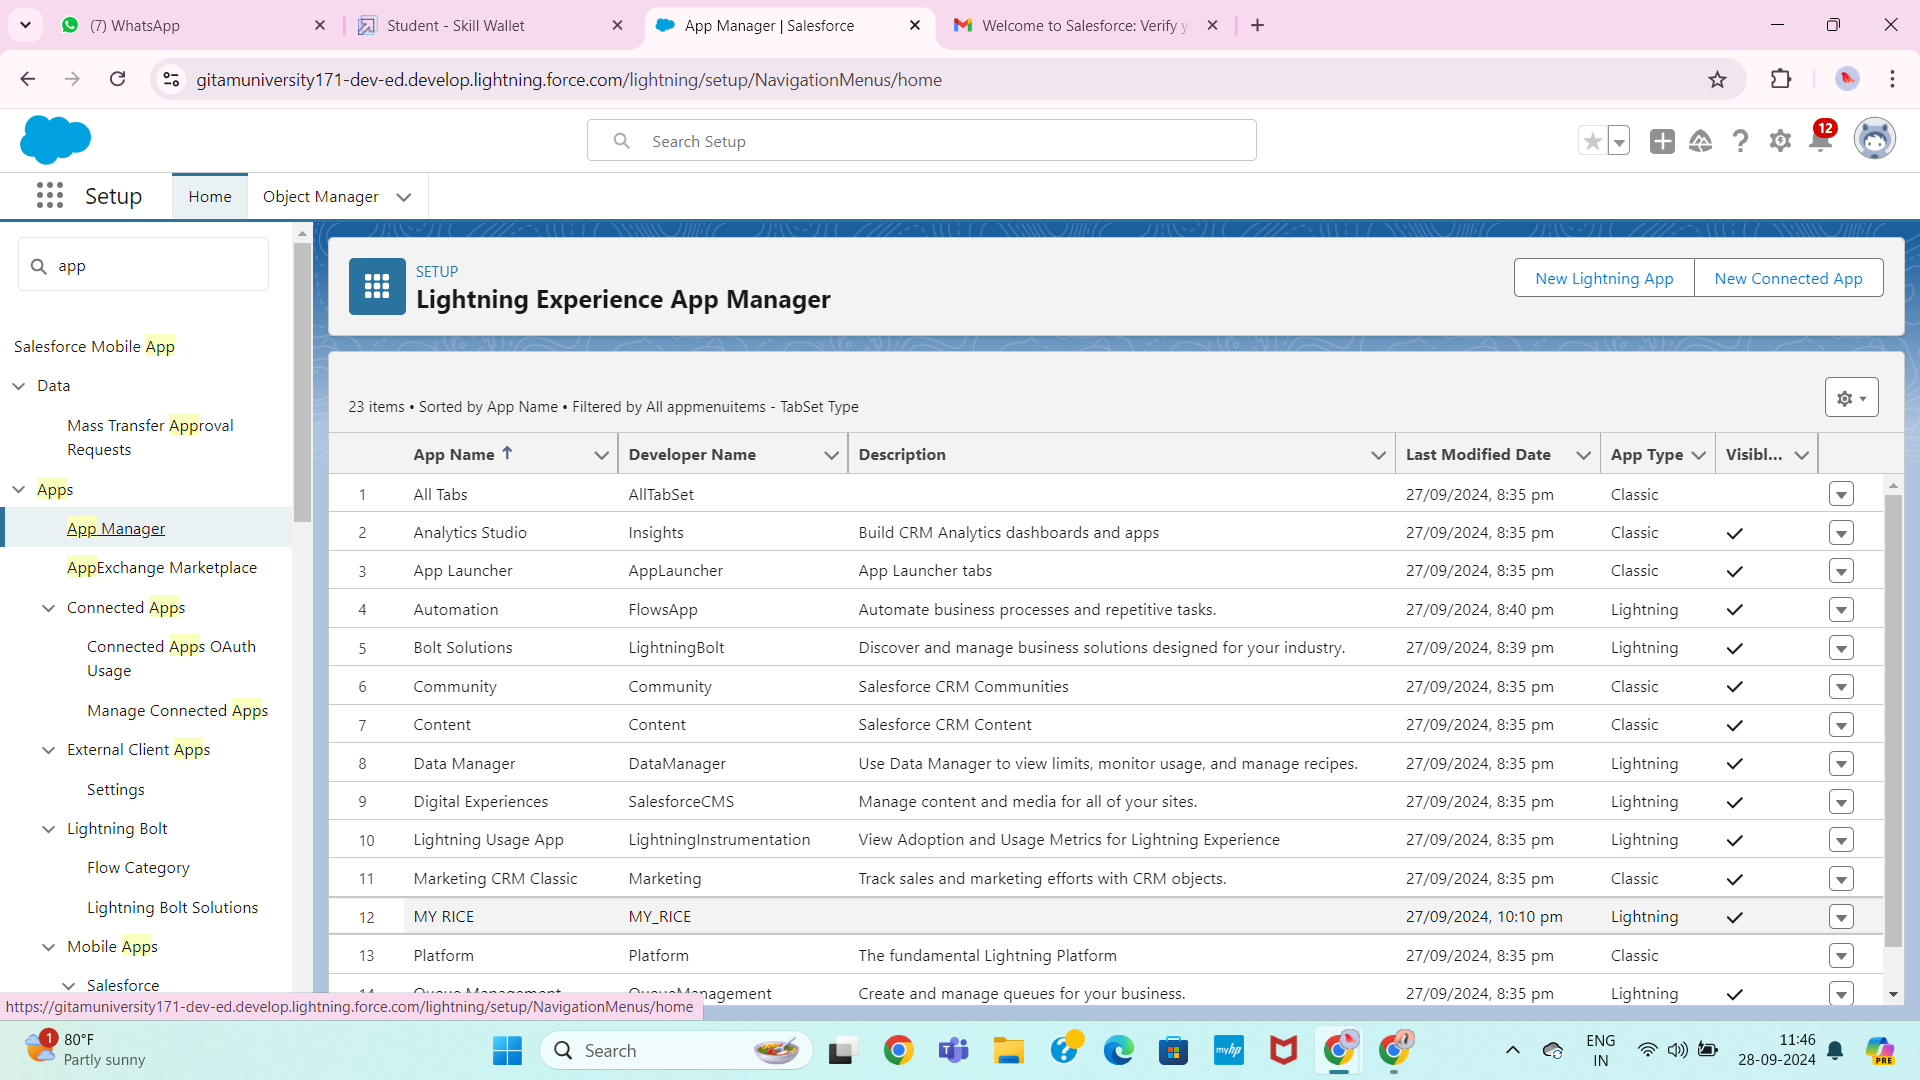 (7) WhatsApp
Student - Skill Wallet
App Manager | Salesforce
Welcome to Salesforce: Verify y
gitamuniversity171-dev-ed.develop.lightning.force.com/lightning/setup/NavigationMenus/home
Search Setup
12
Setup
Home
Object Manager
app
Salesforce Mobile App
Data
Mass Transfer Approval
Requests
Apps
App Manager
AppExchange Marketplace
Connected Apps
Connected Apps OAuth
Usage
Manage Connected Apps
External Client Apps
Settings
Lightning Bolt
Flow Category
Lightning Bolt Solutions
Mobile Apps
Salesforce
SETUP
Lightning Experience App Manager
New Lightning App
New Connected App
23 items • Sorted by App Name • Filtered by All appmenuitems - TabSet Type
App Name Developer Name Description Last Modified Date App Type Visibl...
1 All Tabs AllTabSet 27/09/2024, 8:35 pm Classic
2 Analytics Studio Insights Build CRM Analytics dashboards and apps 27/09/2024, 8:35 pm Classic
3 App Launcher AppLauncher App Launcher tabs 27/09/2024, 8:35 pm Classic
4 Automation FlowsApp Automate business processes and repetitive tasks. 27/09/2024, 8:40 pm Lightning
5 Bolt Solutions LightningBolt Discover and manage business solutions designed for your industry. 27/09/2024, 8:39 pm Lightning
6 Community Community Salesforce CRM Communities 27/09/2024, 8:35 pm Classic
7 Content Content Salesforce CRM Content 27/09/2024, 8:35 pm Classic
8 Data Manager DataManager Use Data Manager to view limits, monitor usage, and manage recipes. 27/09/2024, 8:35 pm Lightning
9 Digital Experiences SalesforceCMS Manage content and media for all of your sites. 27/09/2024, 8:35 pm Lightning
10 Lightning Usage App LightningInstrumentation View Adoption and Usage Metrics for Lightning Experience 27/09/2024, 8:35 pm Lightning
11 Marketing CRM Classic Marketing Track sales and marketing efforts with CRM objects. 27/09/2024, 8:35 pm Classic
12 MY RICE MY_RICE 27/09/2024, 10:10 pm Lightning
13 Platform Platform The fundamental Lightning Platform 27/09/2024, 8:35 pm Classic
14 Queue Management QueueManagement Create and manage queues for your business. 27/09/2024, 8:35 pm Lightning
https://gitamuniversity171-dev-ed.develop.lightning.force.com/lightning/setup/NavigationMenus/home
1
80°F
Partly sunny
Search
myhp
ENG
IN
11:46
28-09-2024
PRE